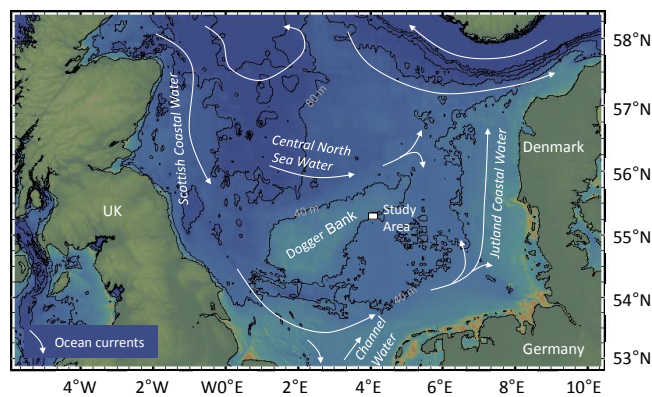 58°N
57°N
56°N
55°N
54°N
53°N
80 m
Scottish Coastal Water
Central North
Sea Water
Denmark
UK
40 m
Dogger Bank
Study
Area
Jutland Coastal Water
40 m
Channel
Water
Ocean currents
Germany
4°W
2°W
W0°E
2°E
4°E
6°E
8°E
10°E